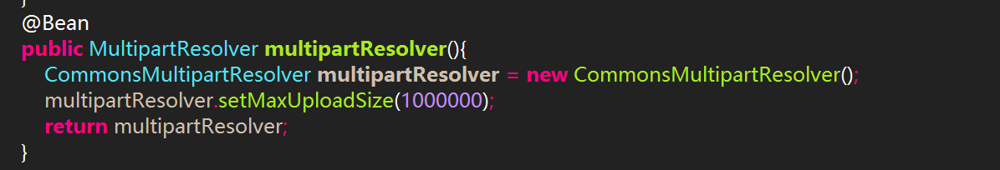 }
@Bean
public MultipartResolver multipartResolver(){
CommonsMultipartResolver multipartResolver = new CommonsMultipartResolver();
multipartResolver.setMaxUploadSize(1000000);
return multipartResolver;
}